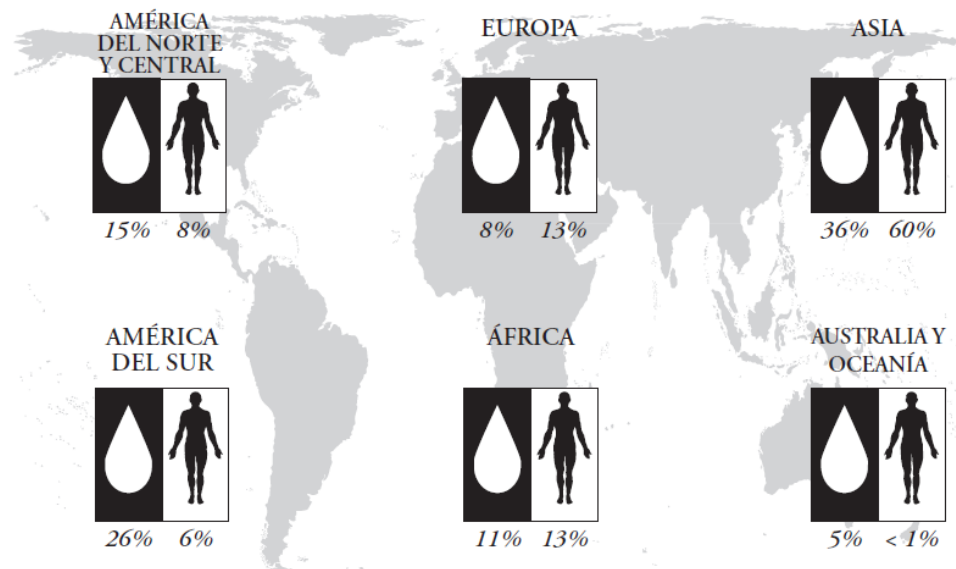 AMÉRICA
DEL NORTE
Y CENTRAL
15% 8%
EUROPA
8% 13%
ASIA
36% 60%
AMÉRICA
DEL SUR
26% 6%
ÁFRICA
11% 13%
AUSTRALIA Y
OCEANÍA
5% < 1%